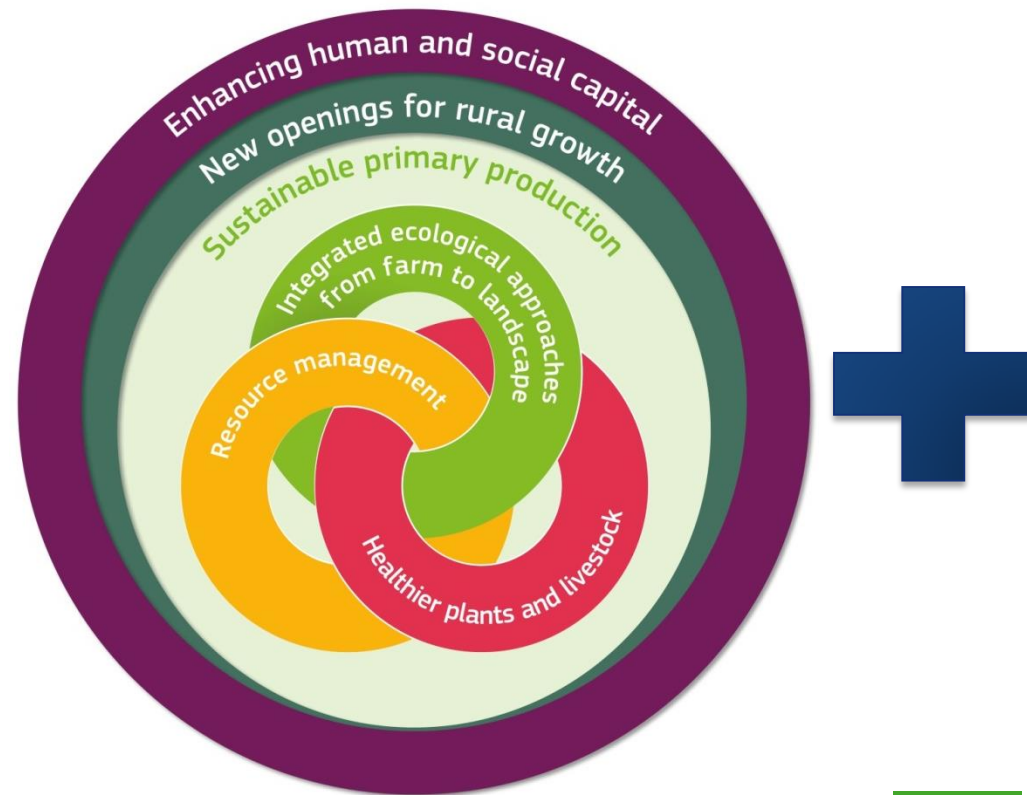 Enhancing human and social capital
New openings for rural growth
Sustainable primary production
Integrated ecological approaches
from farm to landscape
Resource management
Healthier plants and livestock